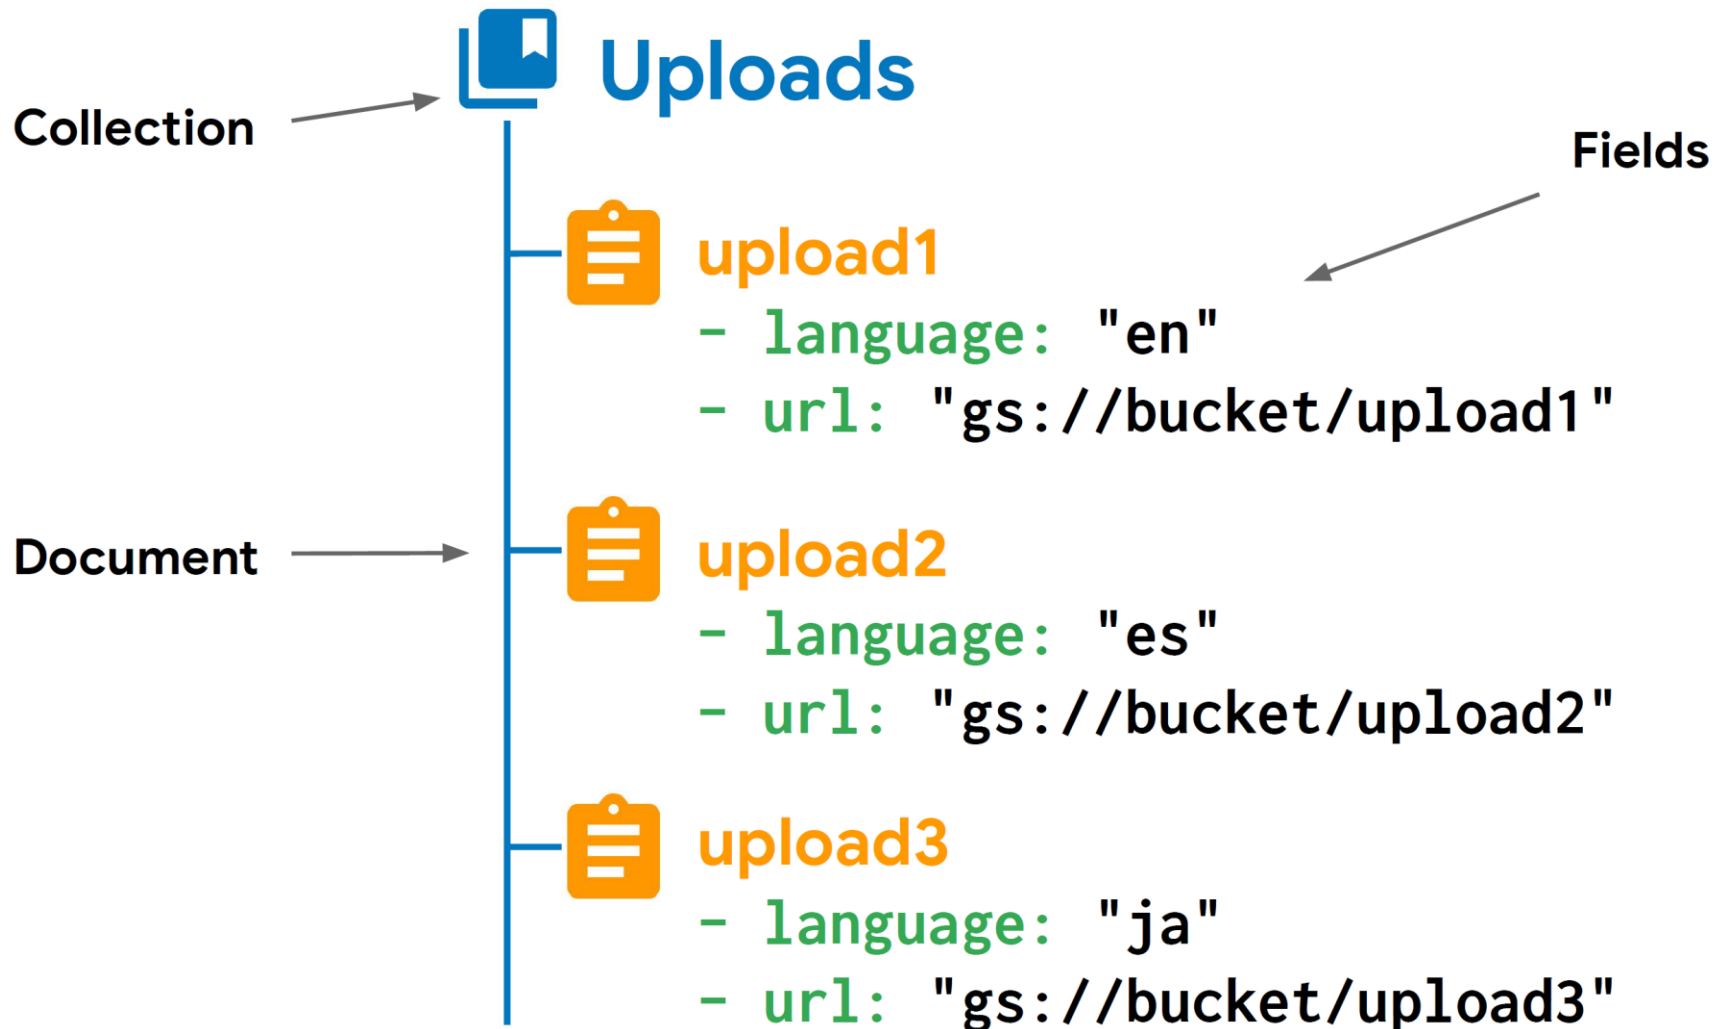 Uploads
Collection
Fields
upload1
- language: "en"
- url: "gs://bucket/upload1"
Document
upload2
- language: "es"
- url: "gs://bucket/upload2"
upload3
- language: "ja"
- url: "gs://bucket/upload3"